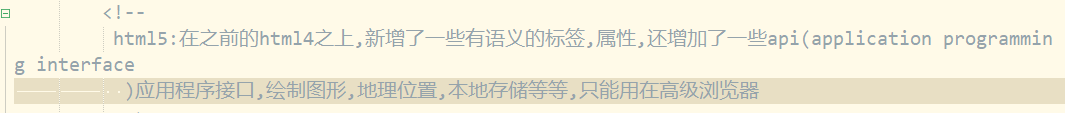 <!--
html5:在之前的html4之上,新增了一些有语义的标签,属性,还增加了一些api(application programmin
g interface
)应用程序接口,绘制图形,地理位置,本地存储等等,只能用在高级浏览器